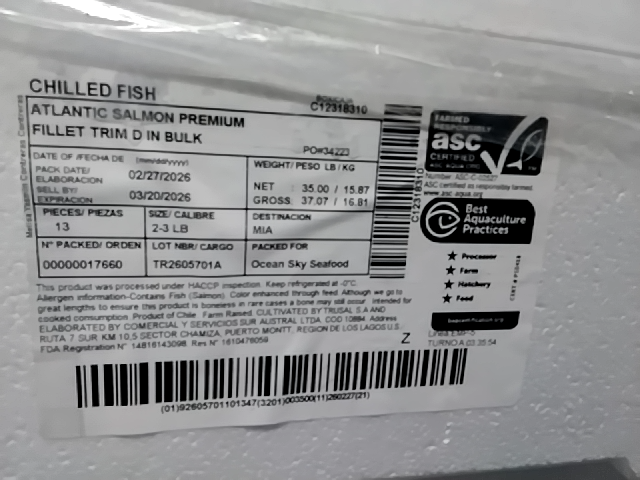 CHILLED FISH
C12318310
ATLANTIC SALMON PREMIUM
FILLET TRIM D IN BULK
PO#34223
DATE OF /FECHA DE (mm/dd/yyyy)
PACK DATE/ ELABORACION 02/27/2026
SELL BY/ EXPIRACION 03/20/2026
WEIGHT/ PESO LB / KG
NET : 35.00 / 15.87
GROSS: 37.07 / 16.81
PIECES/ PIEZAS
13
SIZE/ CALIBRE
2-3 LB
DESTINACION
MIA
N° PACKED/ ORDEN
00000017660
LOT NBR/ CARGO
TR2605701A
PACKED FOR
Ocean Sky Seafood
C12318310
FARMED
RESPONSIBLY
asc
CERTIFIED
ASC certified as responsibly farmed.
www.asc-aqua.org
Best
Aquaculture
Practices
Processor
Farm
Hatchery
Feed
This product was processed under HACCP inspection. Keep refrigerated at -0°C.
Allergen information-Contains Fish (Salmon). Color enhanced through feed. Although we go to
great lengths to ensure this product is boneless in rare cases a bone may still occur intended for
cooking consumption. Product of Chile. Farm Raised. CULTIVATED BY TRUSAL S.A AND
ELABORATED BY COMERCIAL Y SERVICIOS SUR AUSTRAL LTDA. COD 10884. Address
RUTA 7 SUR KM 10,5 SECTOR CHAMIZA, PUERTO MONTT, REGION DE LOS LAGOS
FDA Registration N° 14816143098. Res N° 1610476059
Z
TURNO A 03:35:54
(01)92605701101347(3201)003500(11)260227(21)